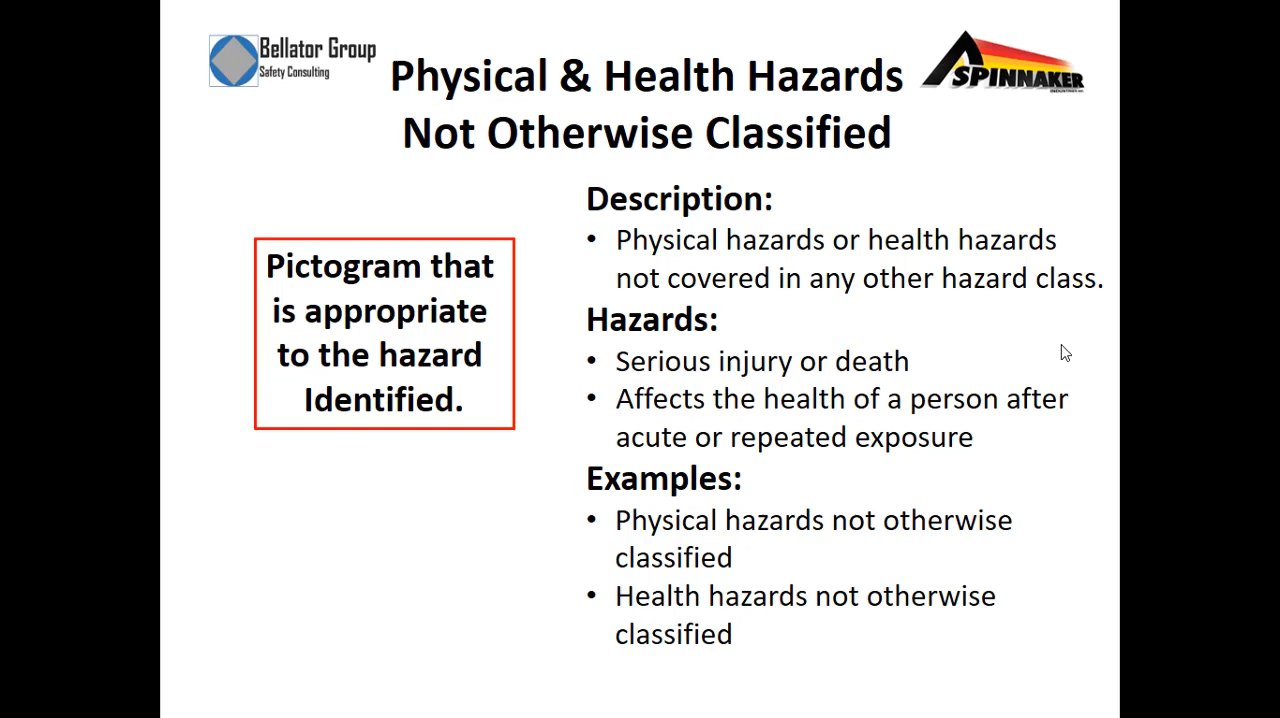 Bellator Group
Safety Consulting
Physical & Health Hazards
Not Otherwise Classified
SPINNAKER
INDUSTRIES INC.
Pictogram that
is appropriate
to the hazard
Identified.
Description:
• Physical hazards or health hazards
not covered in any other hazard class.
Hazards:
• Serious injury or death
• Affects the health of a person after
acute or repeated exposure
Examples:
• Physical hazards not otherwise
classified
• Health hazards not otherwise
classified